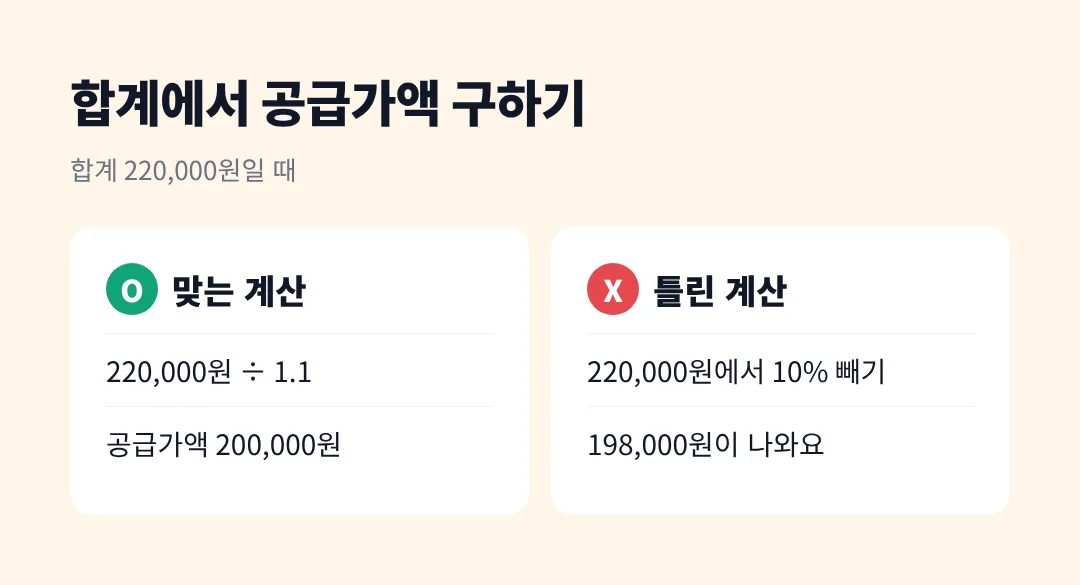 합계에서 공급가액 구하기
합계 220,000원일 때
O 맞는 계산
220,000원 ÷ 1.1
공급가액 200,000원
X 틀린 계산
220,000원에서 10% 빼기
198,000원이 나와요